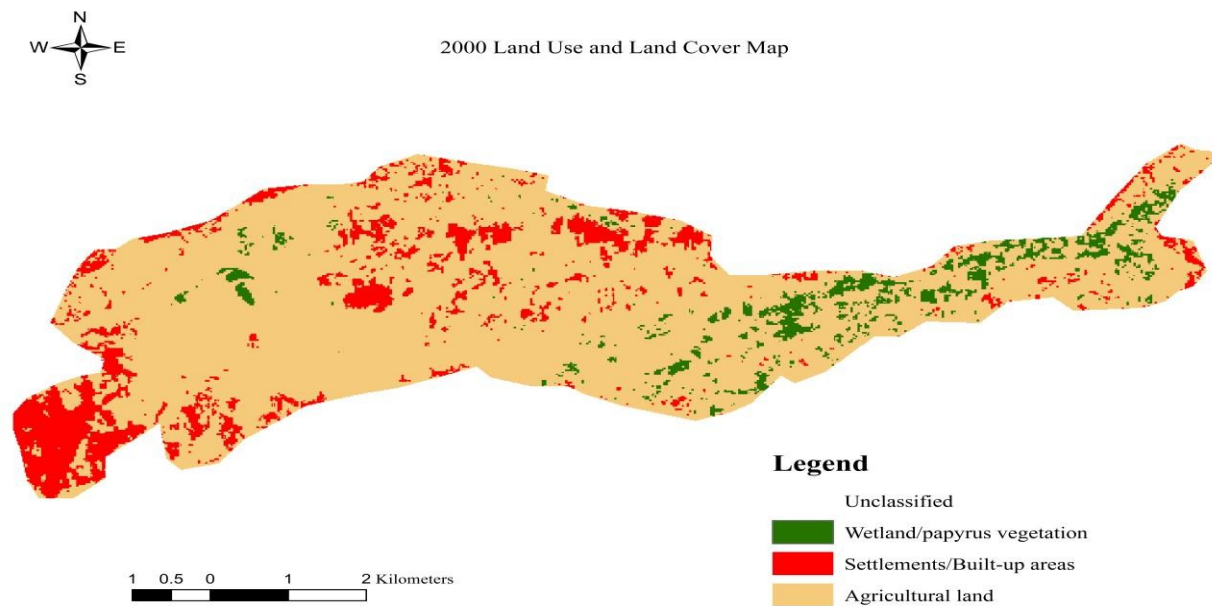 N
W E
S
2000 Land Use and Land Cover Map
Legend
Unclassified
Wetland/papyrus vegetation
Settlements/Built-up areas
Agricultural land
1 0.5 0 1 2 Kilometers